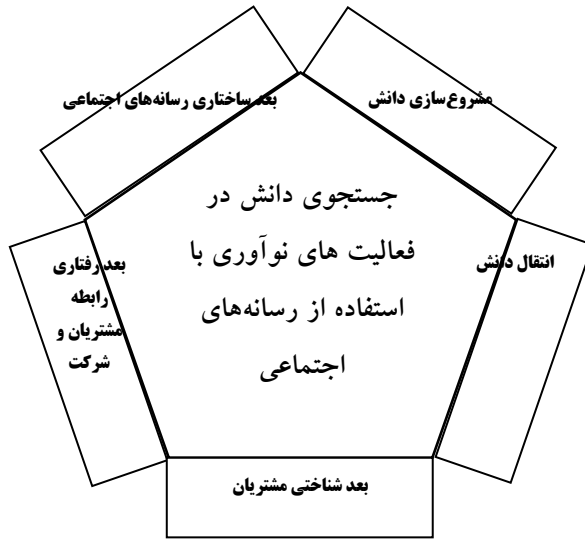 مشروع‌سازی دانش
بعد ساختاری رسانه‌های اجتماعی
جستجوی دانش در
فعالیت های نوآوری با
استفاده از رسانه‌های
اجتماعی
انتقال دانش
بعد رفتاری
رابطه
مشتریان و
شرکت
بعد شناختی مشتریان